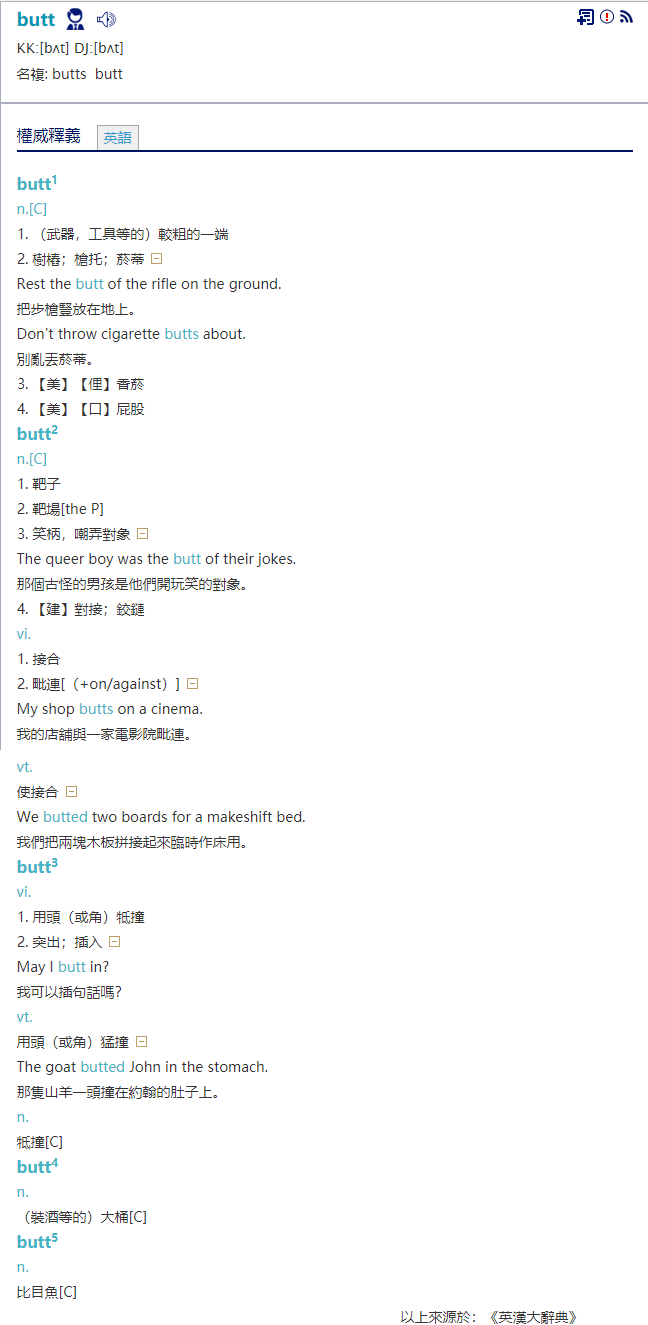 butt
KK:[bʌt] DJ:[bʌt]
名複: butts butt
權威釋義 英語
butt¹
n.[C]
1. （武器，工具等的）較粗的一端
2. 樹樁；槍托；菸蒂
Rest the butt of the rifle on the ground.
把步槍豎放在地上。
Don't throw cigarette butts about.
別亂丟菸蒂。
3. 【美】【俚】香菸
4. 【美】【口】屁股
butt²
n.[C]
1. 靶子
2. 靶場[the P]
3. 笑柄，嘲弄對象
The queer boy was the butt of their jokes.
那個古怪的男孩是他們開玩笑的對象。
4. 【建】對接；鉸鏈
vi.
1. 接合
2. 毗連[（+on/against）]
My shop butts on a cinema.
我的店舖與一家電影院毗連。
vt.
使接合
We butted two boards for a makeshift bed.
我們把兩塊木板拼接起來臨時作床用。
butt³
vi.
1. 用頭（或角）牴撞
2. 突出；插入
May I butt in?
我可以插句話嗎?
vt.
用頭（或角）猛撞
The goat butted John in the stomach.
那隻山羊一頭撞在約翰的肚子上。
n.
牴撞[C]
butt⁴
n.
（裝酒等的）大桶[C]
butt⁵
n.
比目魚[C]
以上來源於：《英漢大辭典》